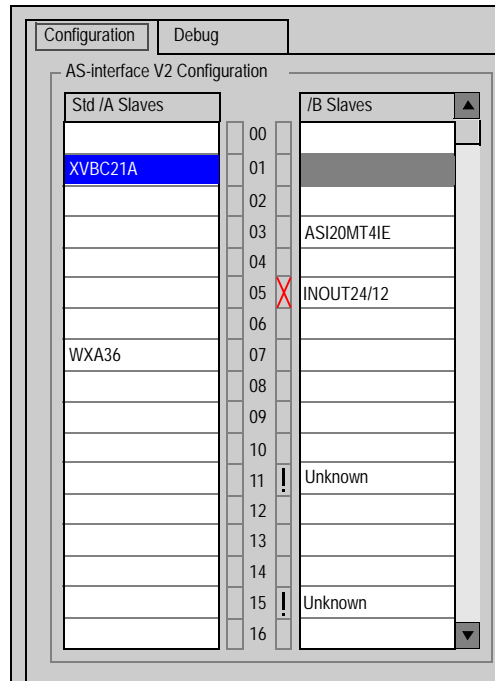 Configuration Debug
AS-interface V2 Configuration
Std /A Slaves /B Slaves
00
XVBC21A 01
02
03 ASI20MT4IE
04
05 INOUT24/12
06
WXA36 07
08
09
10
11 ! Unknown
12
13
14
15 ! Unknown
16